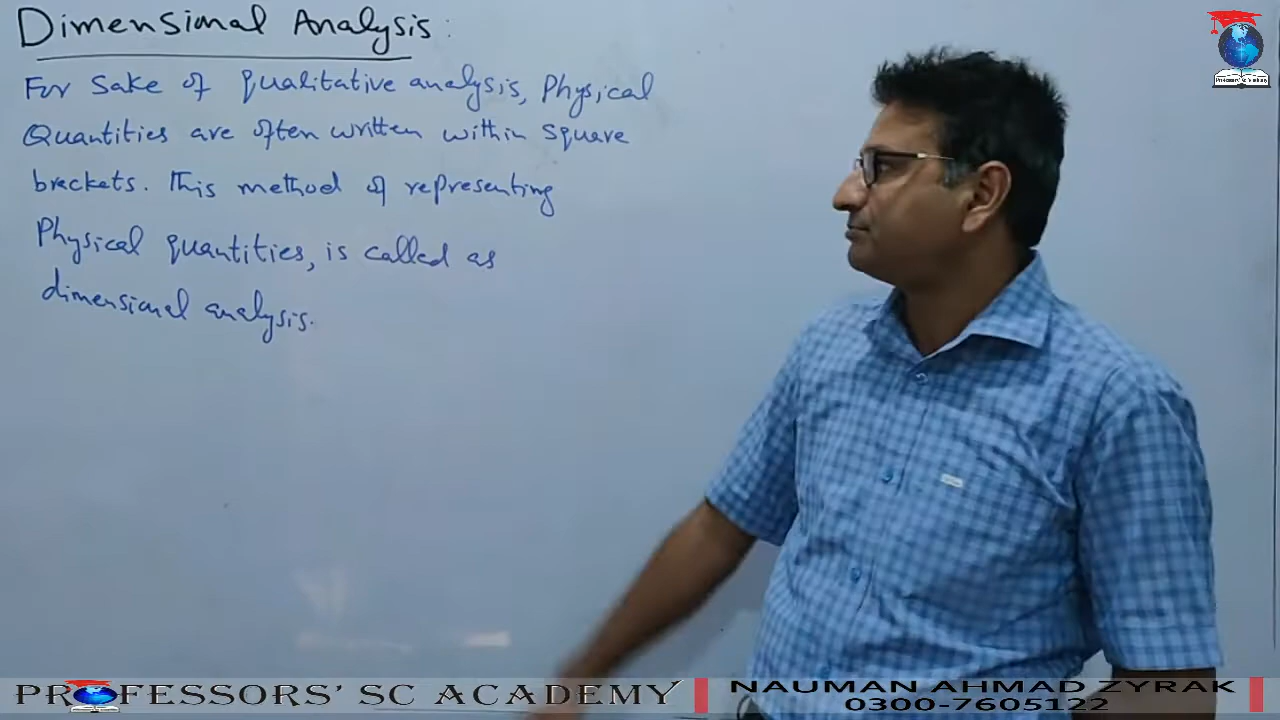 Dimensional Analysis:
For Sake of qualitative analysis, Physical
Quantities are often written within square
brackets. This method of representing
Physical quantities, is called as
dimensional analysis.
PROFESSORS' SC ACADEMY
NAUMAN AHMAD ZYRAK
0300-7605122